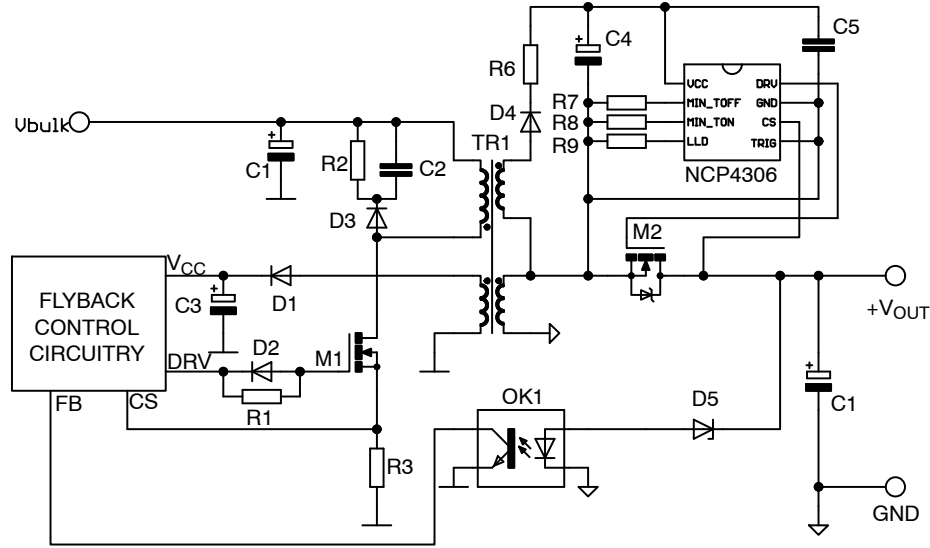 C4
C5
R6
D4
R7
R8
R9
VCC
MIN_TOFF
MIN_TON
LLD
DRV
GND
CS
TRIG
NCP4306
Vbulk
C1
R2
C2
TR1
D3
M2
VCC
D1
C3
FLYBACK
CONTROL
CIRCUITRY
+VOUT
DRV
D2
M1
R1
FB
CS
OK1
D5
C1
R3
GND